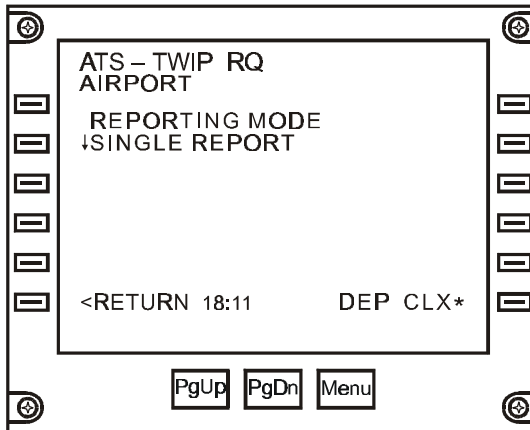 ATS – TWIP RQ
AIRPORT
REPORTING MODE
↓SINGLE REPORT
<RETURN 18:11 DEP CLX*
PgUp PgDn Menu